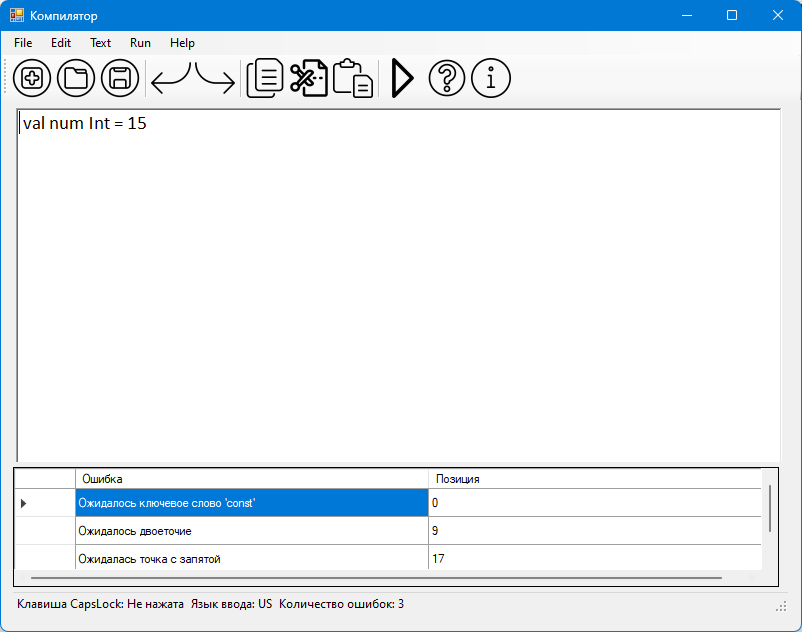 Компилятор
File Edit Text Run Help
val num Int = 15
Ошибка Позиция
Ожидалось ключевое слово 'const' 0
Ожидалось двоеточие 9
Ожидалась точка с запятой 17
Клавиша CapsLock: Не нажата Язык ввода: US Количество ошибок: 3